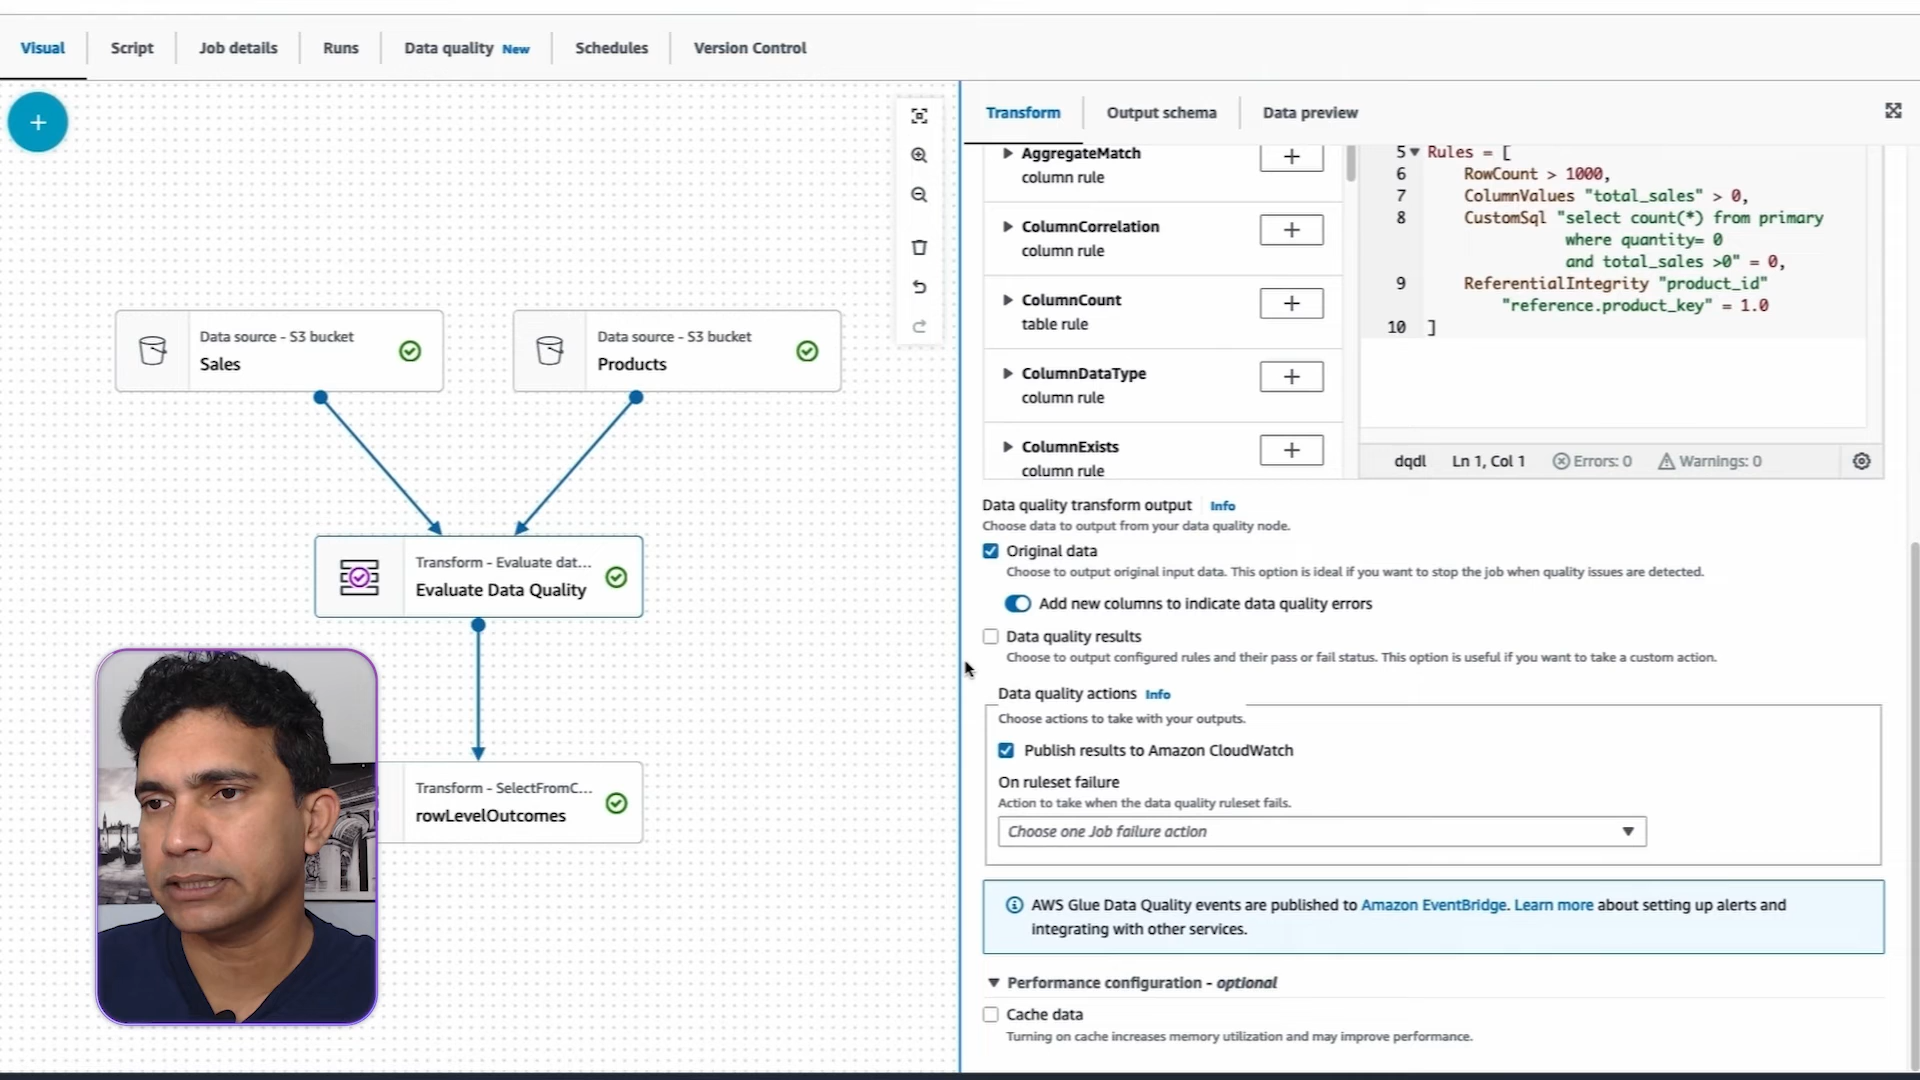 Visual
Script
Job details
Runs
Data quality New
Schedules
Version Control
Data source - S3 bucket
Sales
Data source - S3 bucket
Products
Transform - Evaluate dat...
Evaluate Data Quality
Transform - SelectFromC...
rowLevelOutcomes
Transform
Output schema
Data preview
AggregateMatch
column rule
ColumnCorrelation
column rule
ColumnCount
table rule
ColumnDataType
column rule
ColumnExists
column rule
5 Rules = [
6 RowCount > 1000,
7 ColumnValues "total_sales" > 0,
8 CustomSql "select count(*) from primary
where quantity= 0
and total_sales >0" = 0,
9 ReferentialIntegrity "product_id"
"reference.product_key" = 1.0
10 ]
dqdl Ln 1, Col 1 Errors: 0 Warnings: 0
Data quality transform output Info
Choose data to output from your data quality node.
Original data
Choose to output original input data. This option is ideal if you want to stop the job when quality issues are detected.
Add new columns to indicate data quality errors
Data quality results
Choose to output configured rules and their pass or fail status. This option is useful if you want to take a custom action.
Data quality actions Info
Choose actions to take with your outputs.
Publish results to Amazon CloudWatch
On ruleset failure
Action to take when the data quality ruleset fails.
Choose one Job failure action
AWS Glue Data Quality events are published to Amazon EventBridge. Learn more about setting up alerts and
integrating with other services.
Performance configuration - optional
Cache data
Turning on cache increases memory utilization and may improve performance.